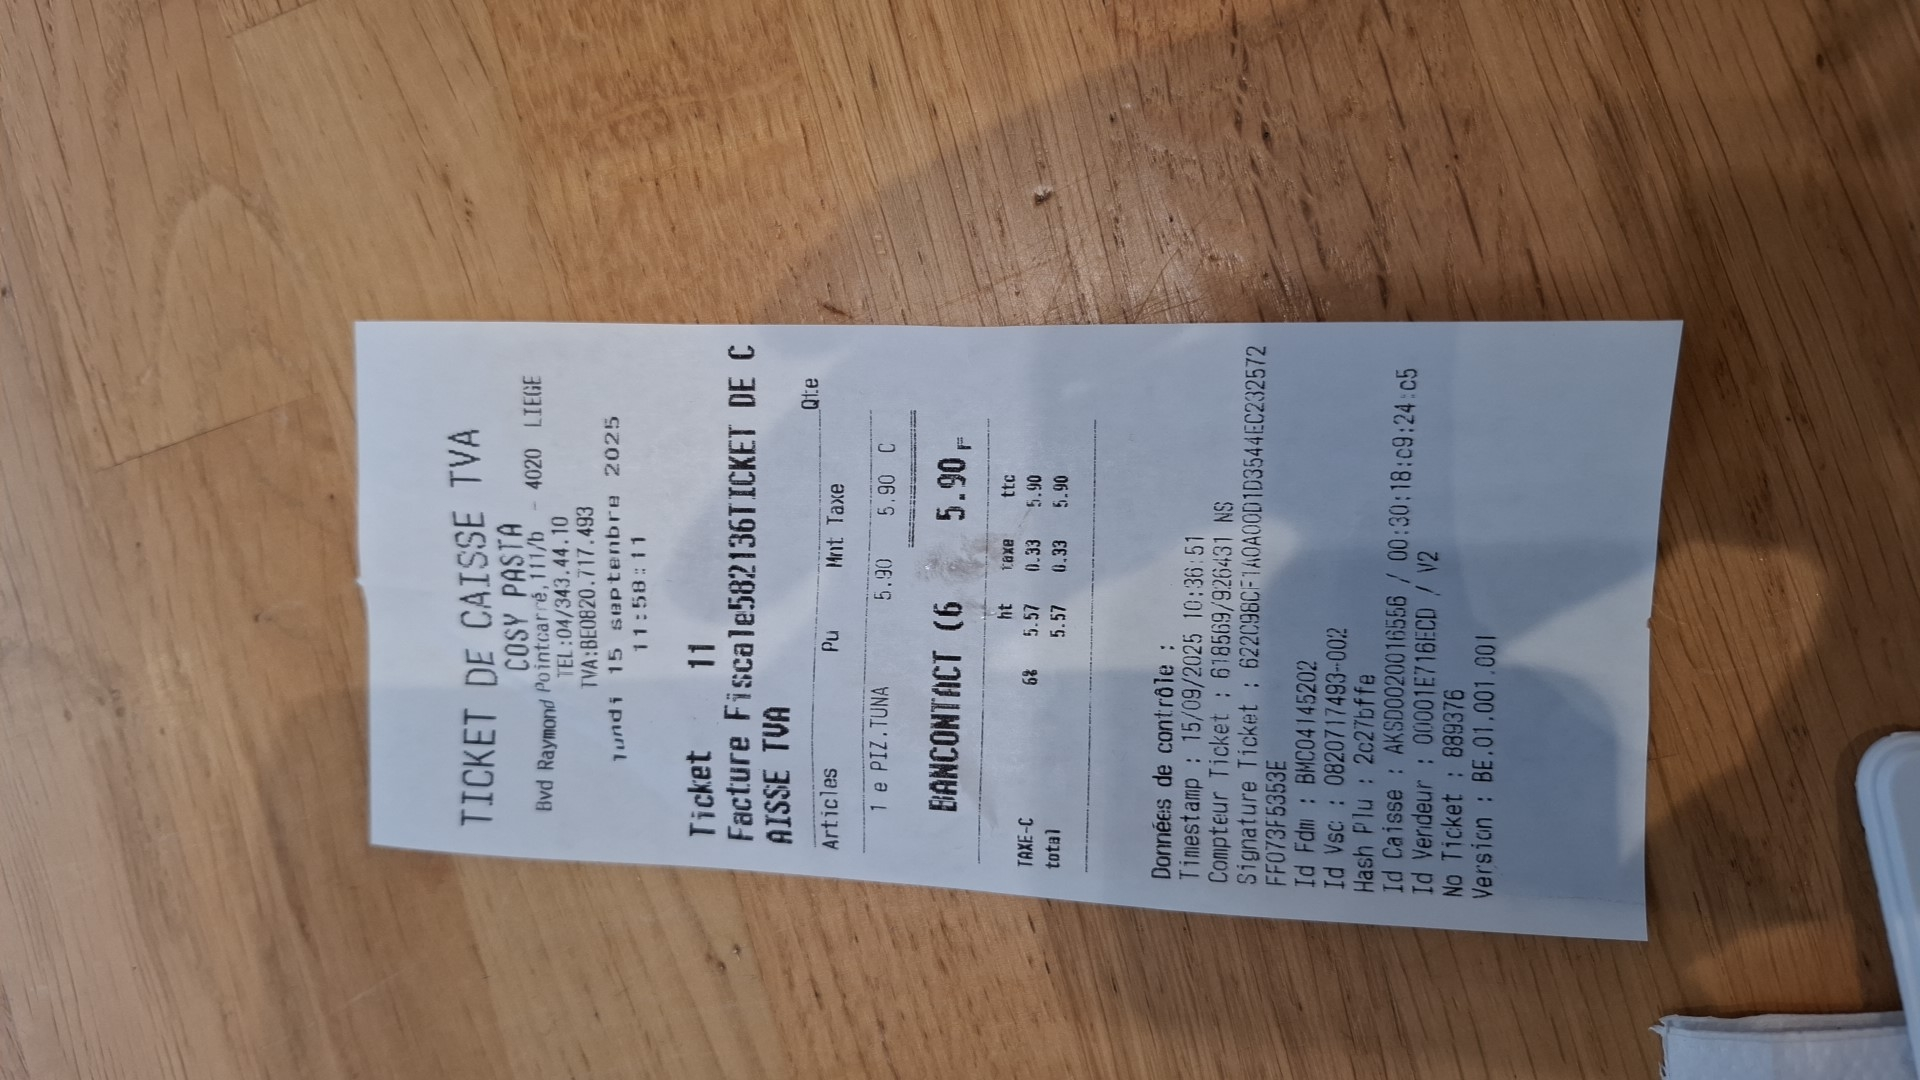 TICKET DE CAISSE TVA
COSY PASTA
Bvd Raymond Pointcarré,111/b - 4020 LIEGE
TEL:04/343.44.10
TVA:BE0820.717.493
lundi 15 septembre 2025
11:58:11
Ticket 11
Facture Fiscale582136TICKET DE C
AISSE TVA
Qte
Articles Pu Mnt Taxe
1 e PIZ.TUNA 5.90 5.90 C
BANCONTACT (6 5.90
ht taxe ttc
TAXE-C 6% 5.57 0.33 5.90
total 5.57 0.33 5.90
Données de contrôle :
Timestamp : 15/09/2025 10:36:51
Compteur Ticket : 618569/926431 NS
Signature Ticket :
FF073F5353E
Id Fdm : BMC04145202
Id Vsc : 0820717493-002
Hash Plu : 2c27bffe
Id Caisse : AKSD0020016556 / 00:30:18:c9:24:c5
Id Vendeur : 00001E716ECD / V2
No Ticket : 889376
Version : BE.01.001.001